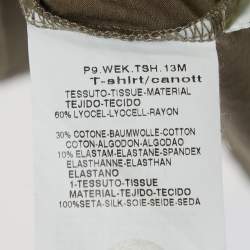 P9.WEK.TSH.13M
T-shirt/canott
TESSUTO-TISSUE-MATERIAL
TEJIDO-TECIDO
60% LYOCEL-LYOCELL-RAYON
30% COTONE-BAUMWOLLE-COTTON
COTON-ALGODON-ALGODAO
10% ELASTAM-ELASTANE-SPANDEX
ELASTHANNE-ELASTHAN
ELASTANO
1-TESSUTO-TISSUE
MATERIAL-TEJIDO-TECIDO
100%SETA-SILK-SOIE-SEIDE-SEDA